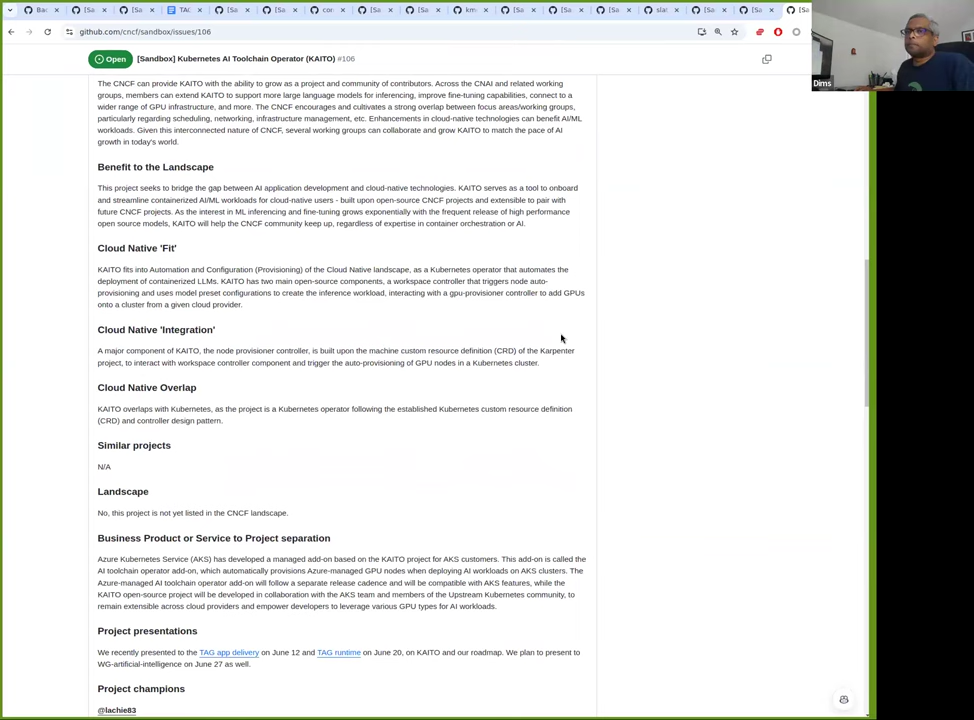 Bac
[Sa
[Sa
TAG
[Sa
[Sa
cor
[Sa
[Sa
km
[Sa
[Sa
[Sa
sla
[Sa
[Sa
[Sa
github.com/cncf/sandbox/issues/106
Dims
Open
[Sandbox] Kubernetes AI Toolchain Operator (KAITO) #106
The CNCF can provide KAITO with the ability to grow as a project and community of contributors. Across the CNAI and related working
groups, members can extend KAITO to support more large language models for inferencing, improve fine-tuning capabilities, connect to a
wider range of GPU infrastructure, and more. The CNCF encourages and cultivates a strong overlap between focus areas/working groups,
particularly regarding scheduling, networking, infrastructure management, etc. Enhancements in cloud-native technologies can benefit AI/ML
workloads. Given this interconnected nature of CNCF, several working groups can collaborate and grow KAITO to match the pace of AI
growth in today's world.
Benefit to the Landscape
This project seeks to bridge the gap between AI application development and cloud-native technologies. KAITO serves as a tool to onboard
and streamline containerized AI/ML workloads for cloud-native users - built upon open-source CNCF projects and extensible to pair with
future CNCF projects. As the interest in ML inferencing and fine-tuning grows exponentially with the frequent release of high performance
open source models, KAITO will help the CNCF community keep up, regardless of expertise in container orchestration or AI.
Cloud Native 'Fit'
KAITO fits into Automation and Configuration (Provisioning) of the Cloud Native landscape, as a Kubernetes operator that automates the
deployment of containerized LLMs. KAITO has two main open-source components, a workspace controller that triggers node auto-
provisioning and uses model preset configurations to create the inference workload, interacting with a gpu-provisioner controller to add GPUs
onto a cluster from a given cloud provider.
Cloud Native 'Integration'
A major component of KAITO, the node provisioner controller, is built upon the machine custom resource definition (CRD) of the Karpenter
project, to interact with workspace controller component and trigger the auto-provisioning of GPU nodes in a Kubernetes cluster.
Cloud Native Overlap
KAITO overlaps with Kubernetes, as the project is a Kubernetes operator following the established Kubernetes custom resource definition
(CRD) and controller design pattern.
Similar projects
N/A
Landscape
No, this project is not yet listed in the CNCF landscape.
Business Product or Service to Project separation
Azure Kubernetes Service (AKS) has developed a managed add-on based on the KAITO project for AKS customers. This add-on is called the
AI toolchain operator add-on, which automatically provisions Azure-managed GPU nodes when deploying AI workloads on AKS clusters. The
Azure-managed AI toolchain operator add-on will follow a separate release cadence and will be compatible with AKS features, while the
KAITO open-source project will be developed in collaboration with the AKS team and members of the Upstream Kubernetes community, to
remain extensible across cloud providers and empower developers to leverage various GPU types for AI workloads.
Project presentations
We recently presented to the TAG app delivery on June 12 and TAG runtime on June 20, on KAITO and our roadmap. We plan to present to
WG-artificial-intelligence on June 27 as well.
Project champions
@lachie83